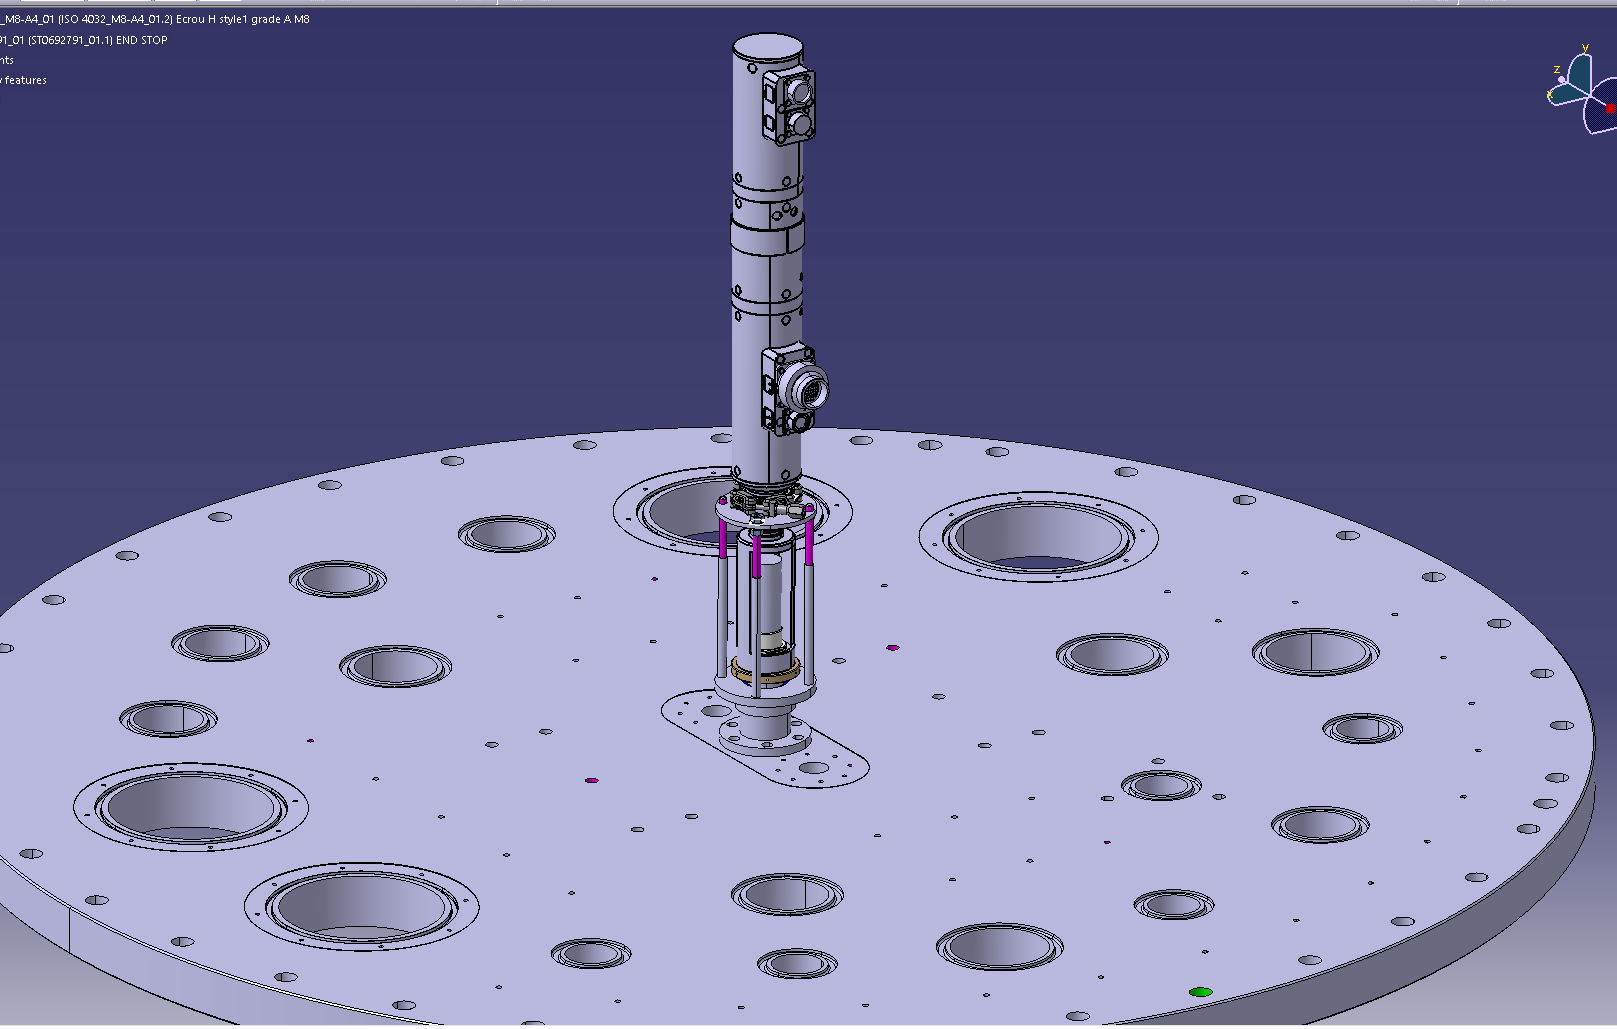 _M8-A4_01 (ISO 4032_M8-A4_01.2) Ecrou H style1 grade A M8
91_01 (ST0692791_01.1) END STOP
nts
y features
y
z
x